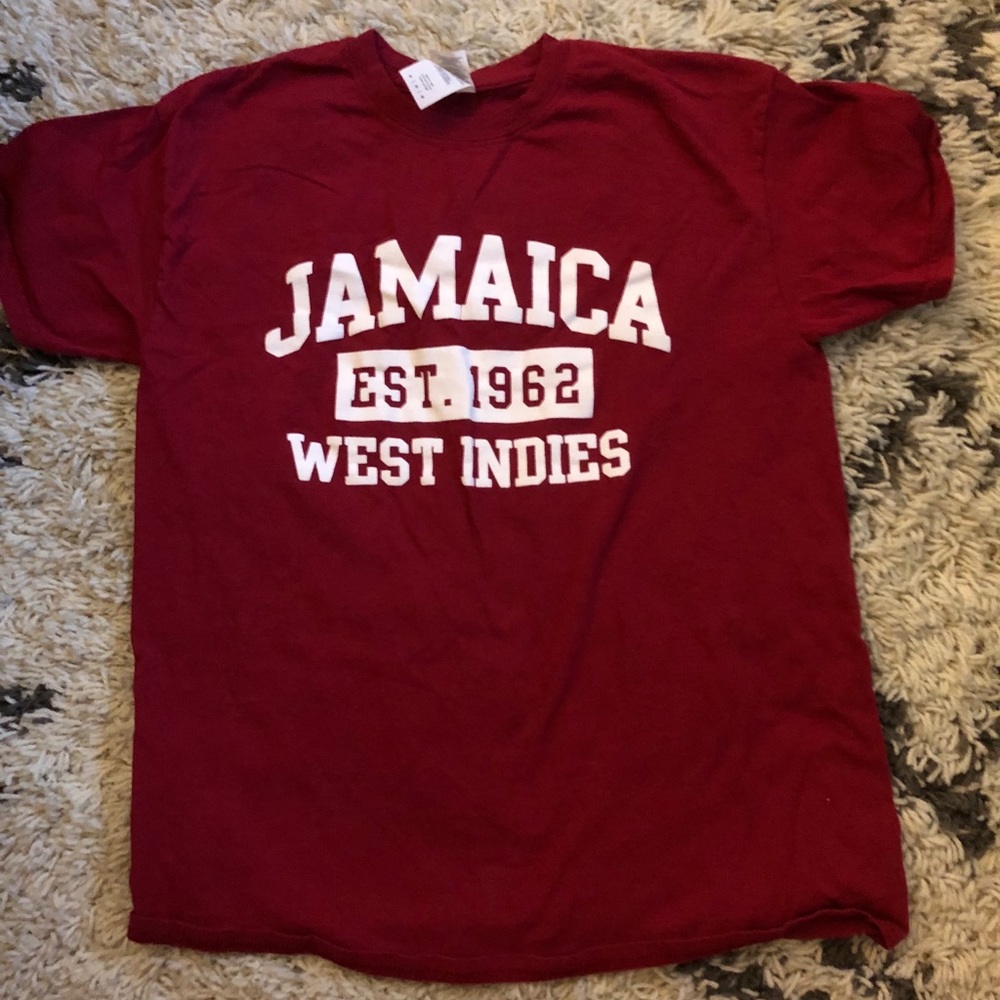 JAMAICA
EST. 1962
WEST INDIES